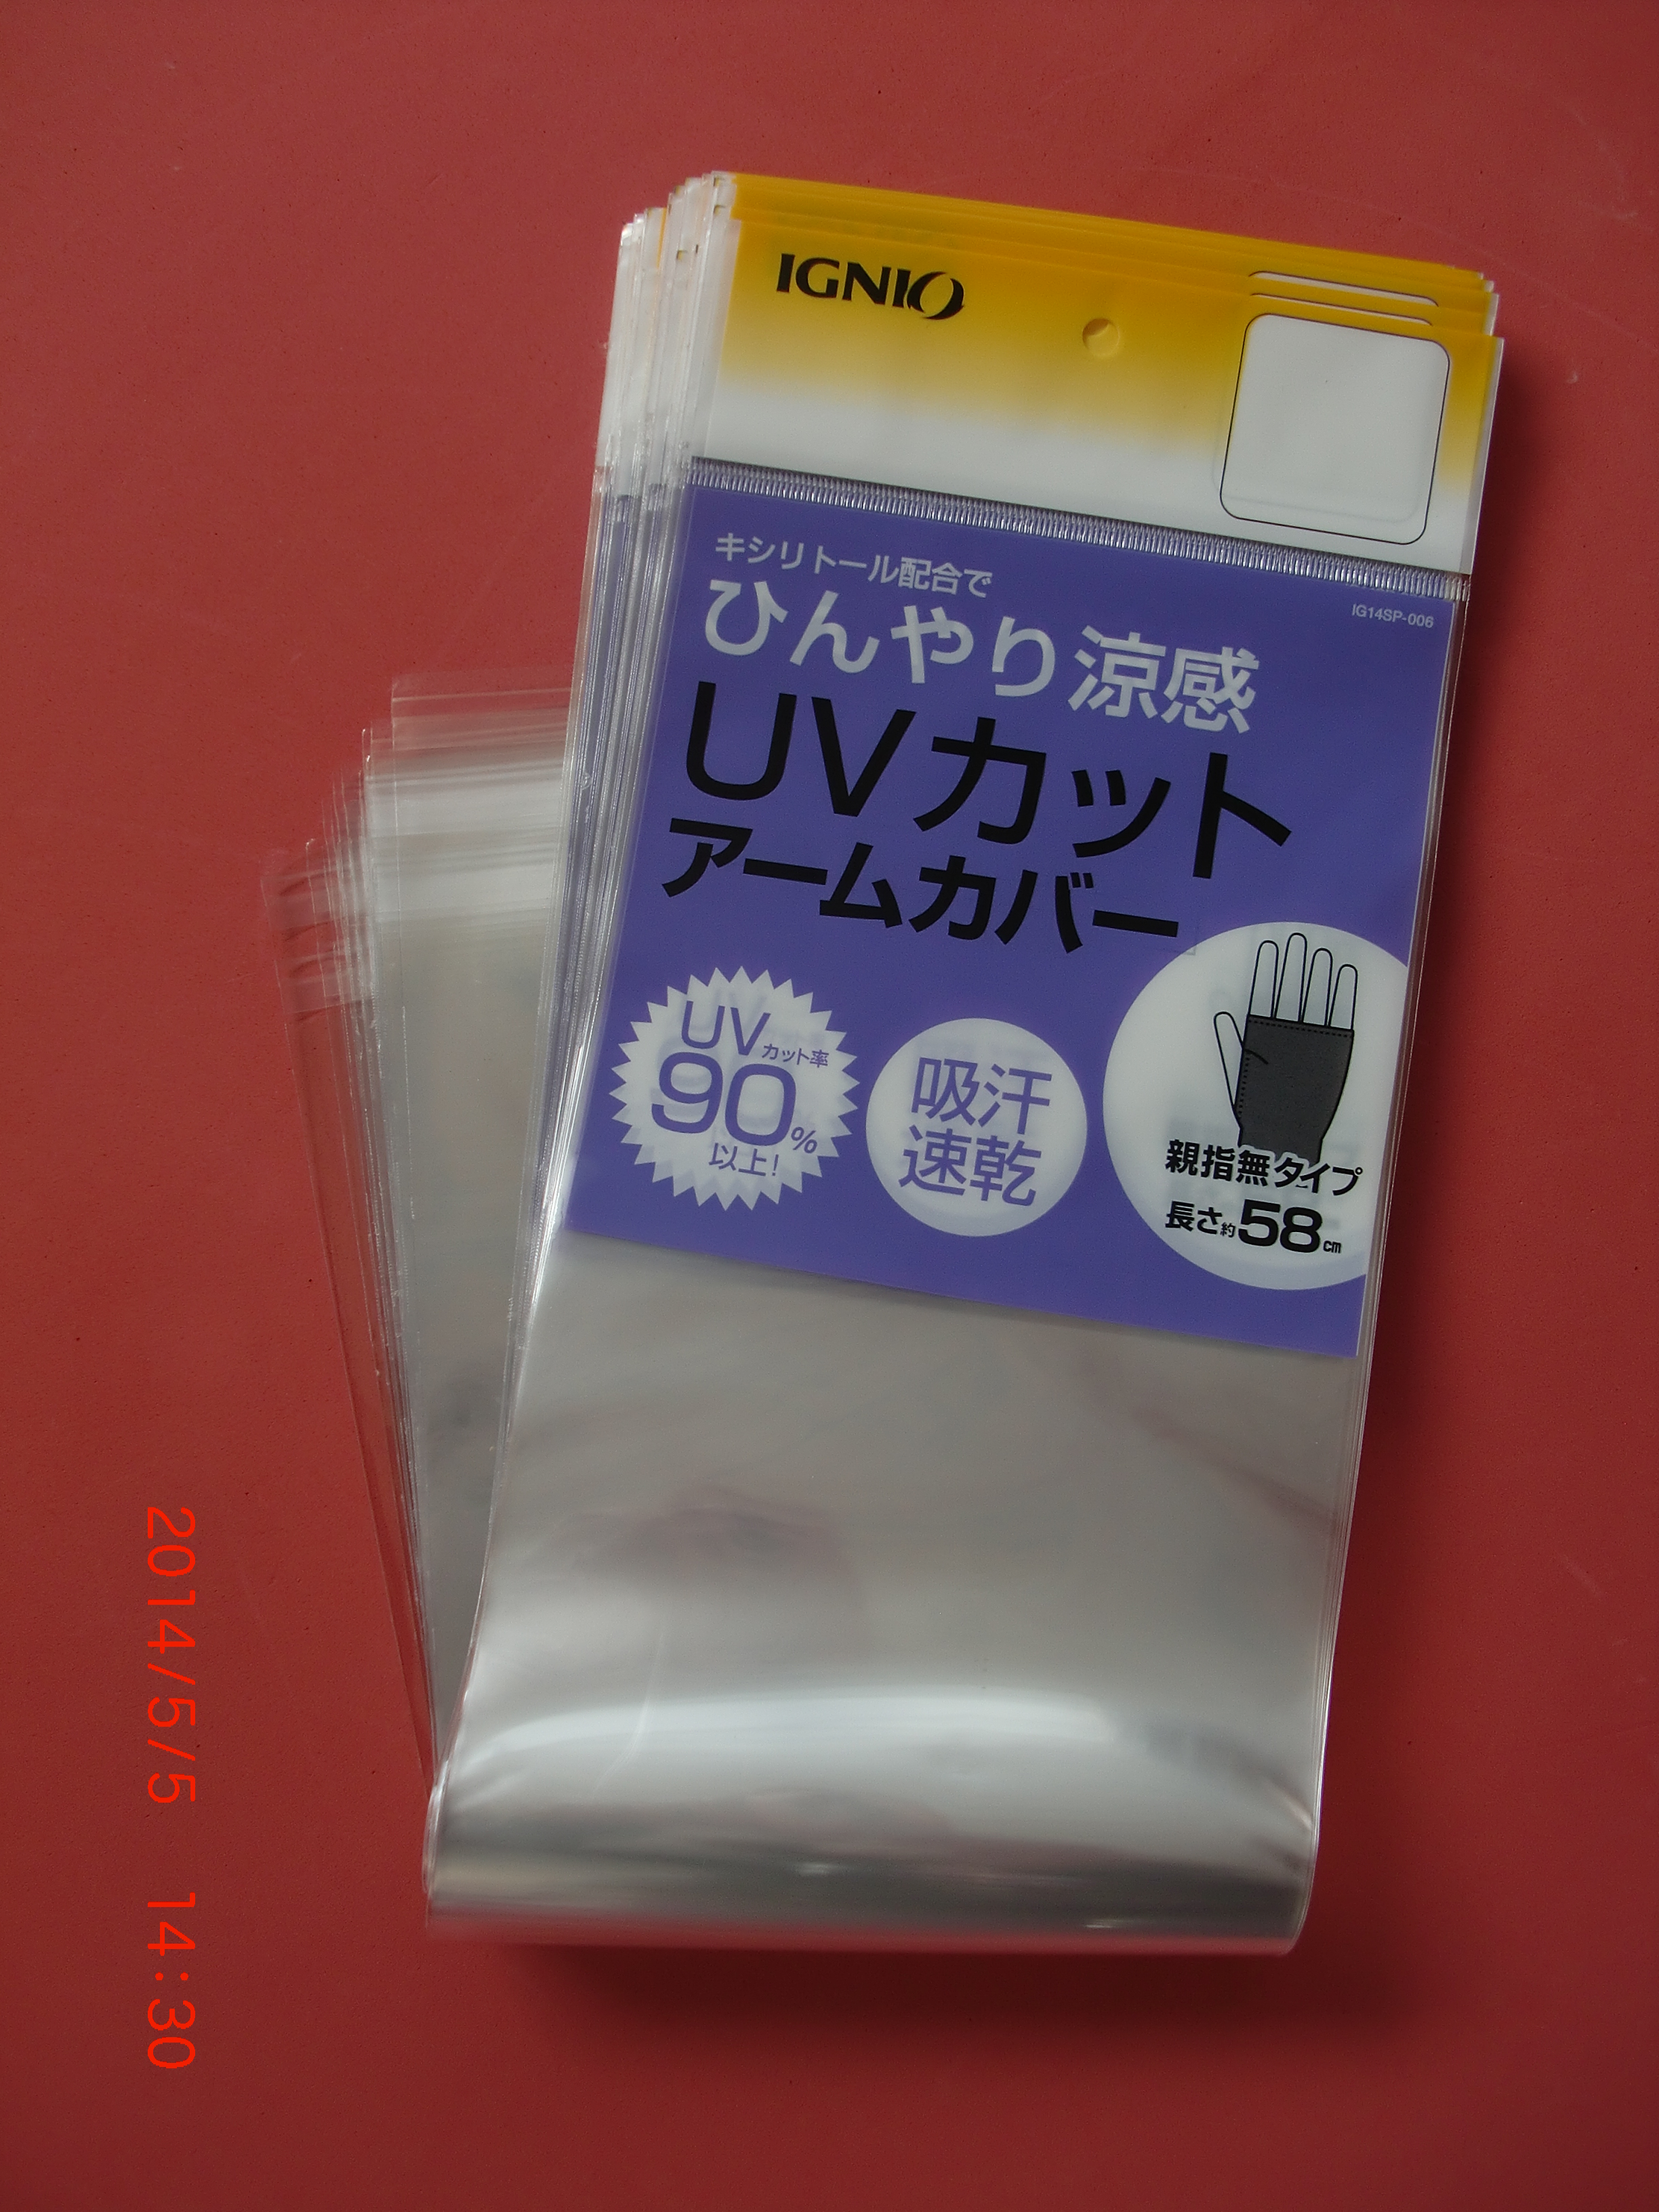 IGNIO
キシリトール配合で
IG14SP-006
ひんやり涼感
UVカット
アームカバー
UVカット率
90%
以上!
吸汗
速乾
親指無タイプ
長さ約58cm
2014/5/5 14:30